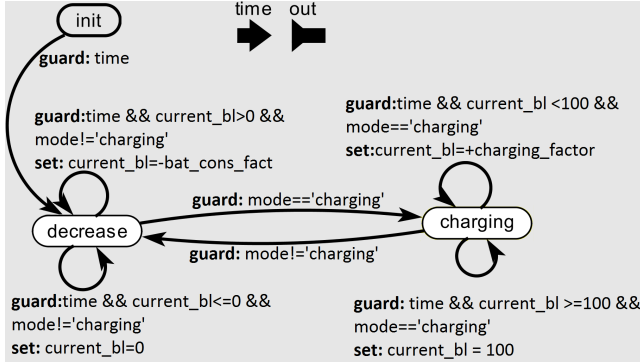 init
time out
guard: time
guard:time && current_bl>0 &&
mode!='charging'
set: current_bl=-bat_cons_fact
guard:time && current_bl <100 &&
mode=='charging'
set:current_bl=+charging_factor
guard: mode=='charging'
decrease
charging
guard: mode!='charging'
guard:time && current_bl<=0 &&
mode!='charging'
set: current_bl=0
guard: time && current_bl >=100 &&
mode=='charging'
set: current_bl = 100